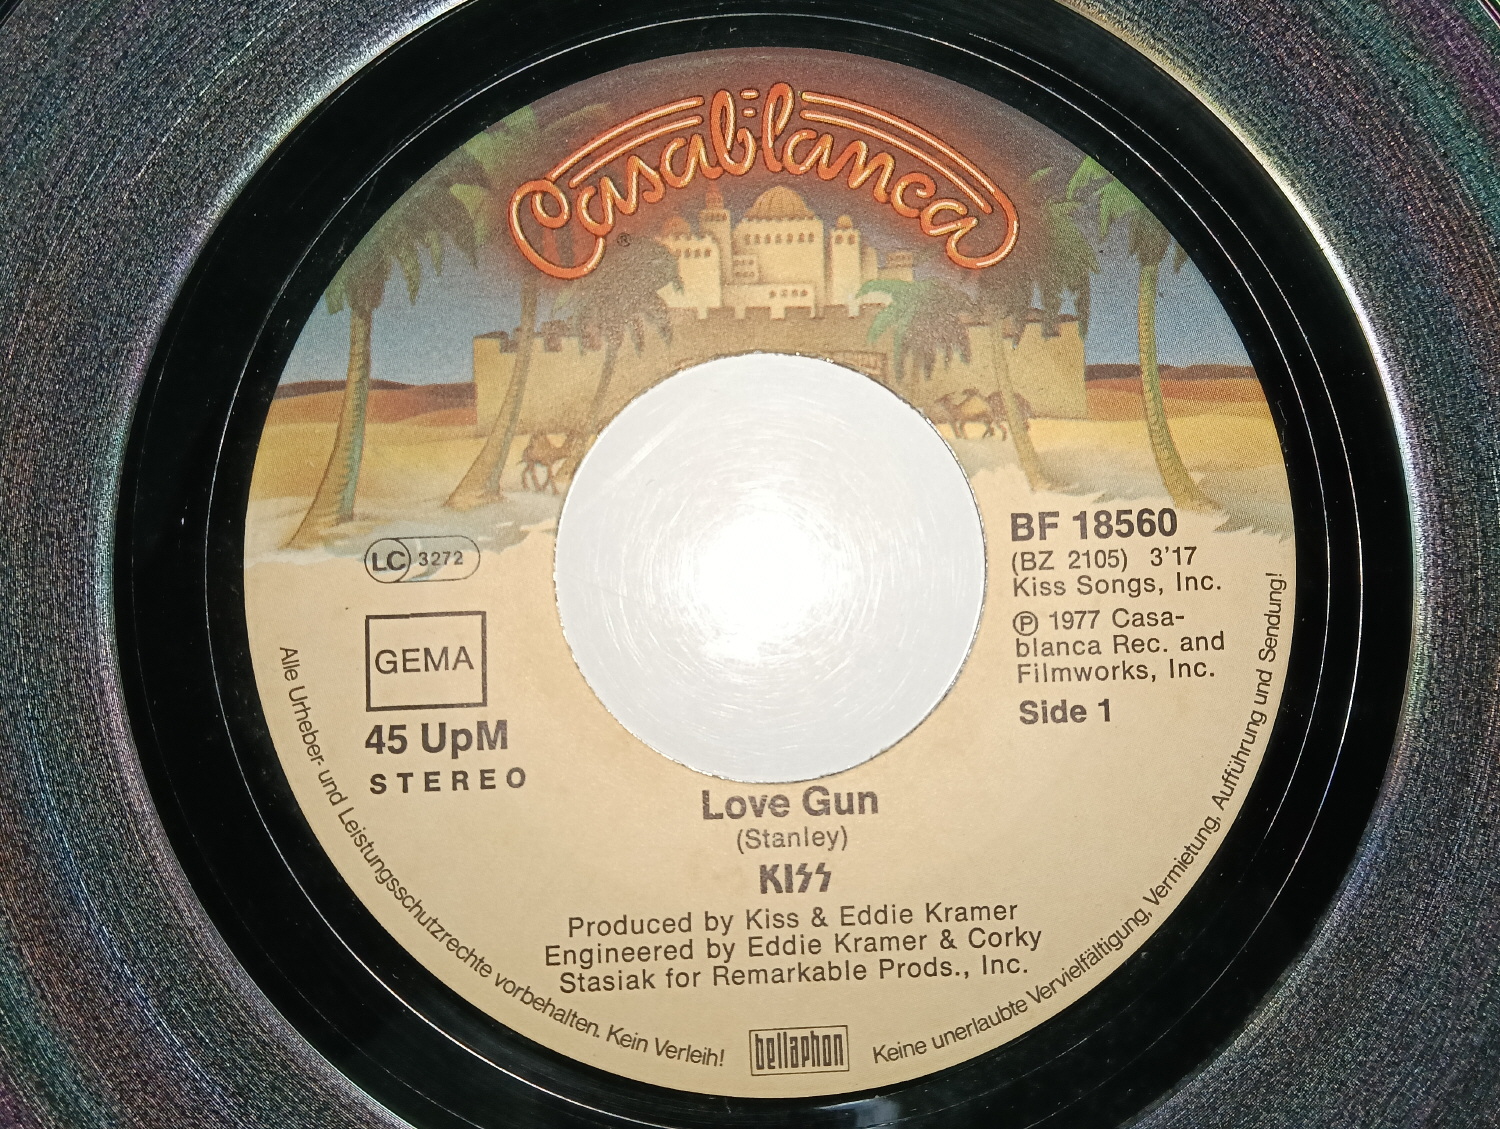 Casablanca
®
LC 3272
GEMA
45 UpM
STEREO
BF 18560
(BZ 2105) 3'17
Kiss Songs, Inc.
℗ 1977 Casa-
blanca Rec. and
Filmworks, Inc.
Side 1
Love Gun
(Stanley)
KISS
Produced by Kiss & Eddie Kramer
Engineered by Eddie Kramer & Corky
Stasiak for Remarkable Prods., Inc.
Alle Urheber- und Leistungsschutzrechte vorbehalten. Kein Verleih!
bellaphon
Keine unerlaubte Vervielfältigung, Vermietung, Aufführung und Sendung!